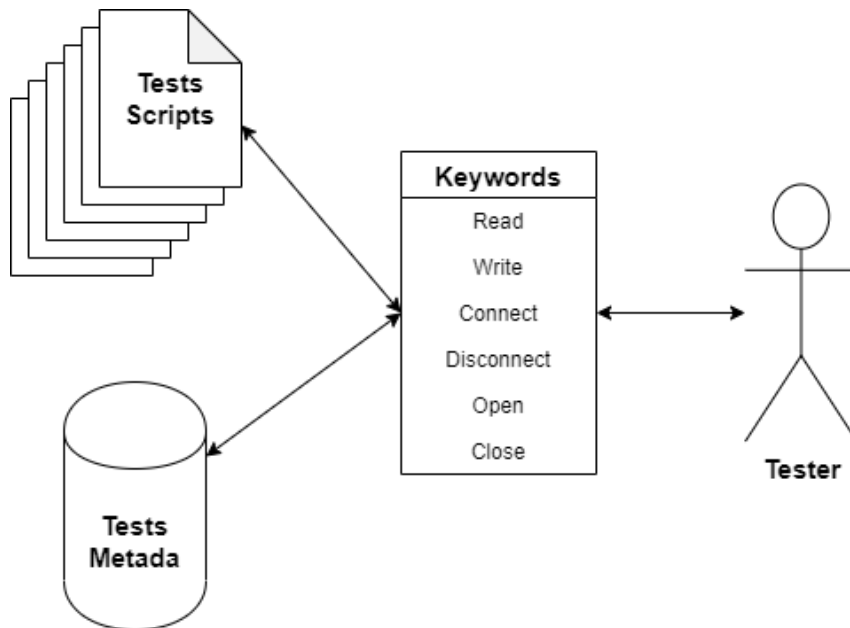 Tests
Scripts
Keywords
Read
Write
Connect
Disconnect
Open
Close
Tester
Tests
Metada